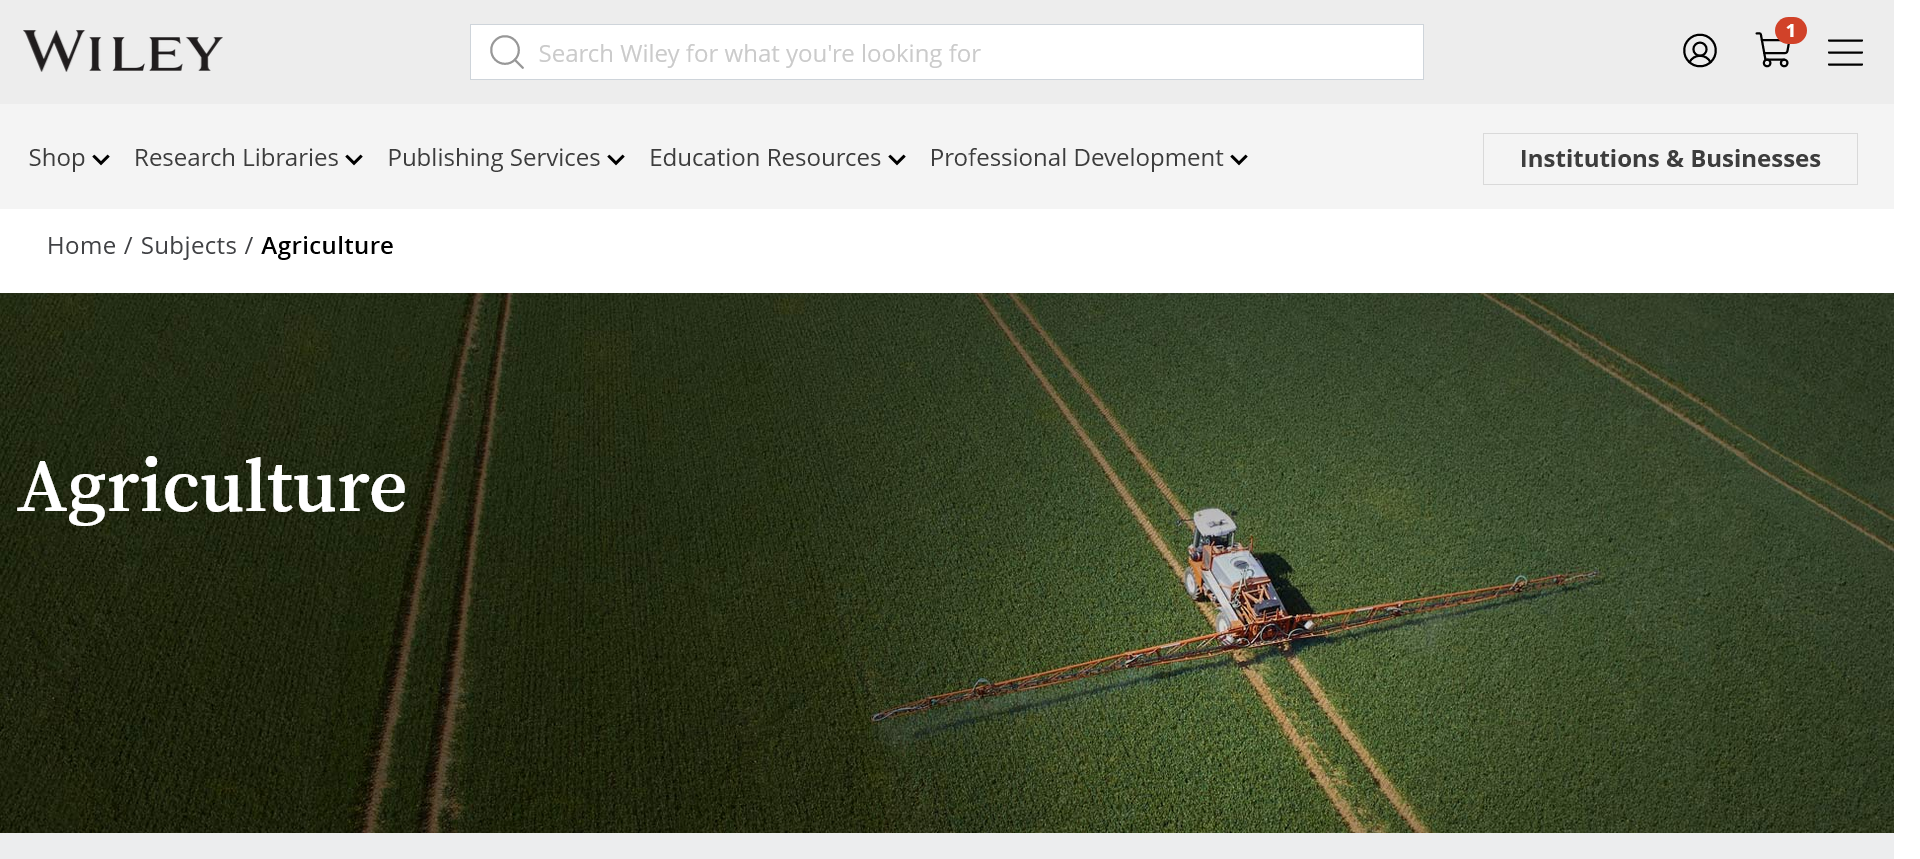 WILEY
Search Wiley for what you're looking for
1
Shop
Research Libraries
Publishing Services
Education Resources
Professional Development
Institutions & Businesses
Home / Subjects / Agriculture
Agriculture